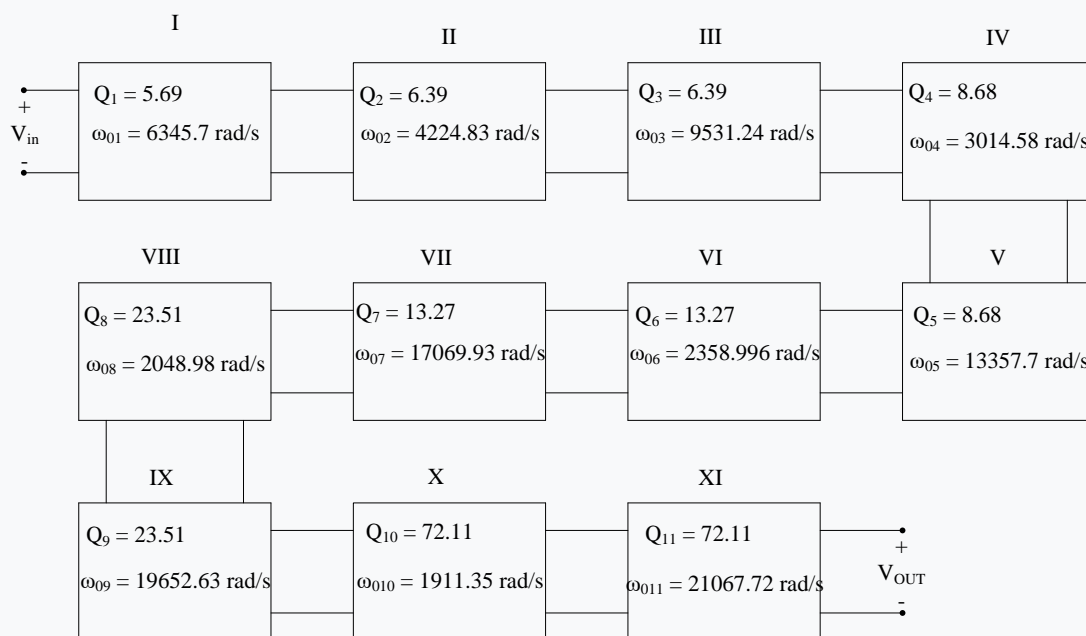 I
II
III
IV
Q₁ = 5.69
Q₂ = 6.39
Q₃ = 6.39
Q₄ = 8.68
+
V_in
-
ω₀₁ = 6345.7 rad/s
ω₀₂ = 4224.83 rad/s
ω₀₃ = 9531.24 rad/s
ω₀₄ = 3014.58 rad/s
VIII
VII
VI
V
Q₈ = 23.51
Q₇ = 13.27
Q₆ = 13.27
Q₅ = 8.68
ω₀₈ = 2048.98 rad/s
ω₀₇ = 17069.93 rad/s
ω₀₆ = 2358.996 rad/s
ω₀₅ = 13357.7 rad/s
IX
X
XI
Q₉ = 23.51
Q₁₀ = 72.11
Q₁₁ = 72.11
ω₀₉ = 19652.63 rad/s
ω₀₁₀ = 1911.35 rad/s
ω₀₁₁ = 21067.72 rad/s
+
V_OUT
-